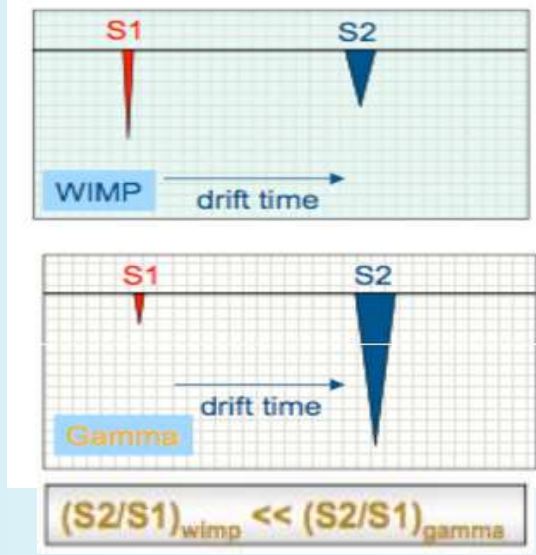 S1 S2
WIMP drift time
S1 S2
drift time
Gamma
(S2/S1)wimp << (S2/S1)gamma